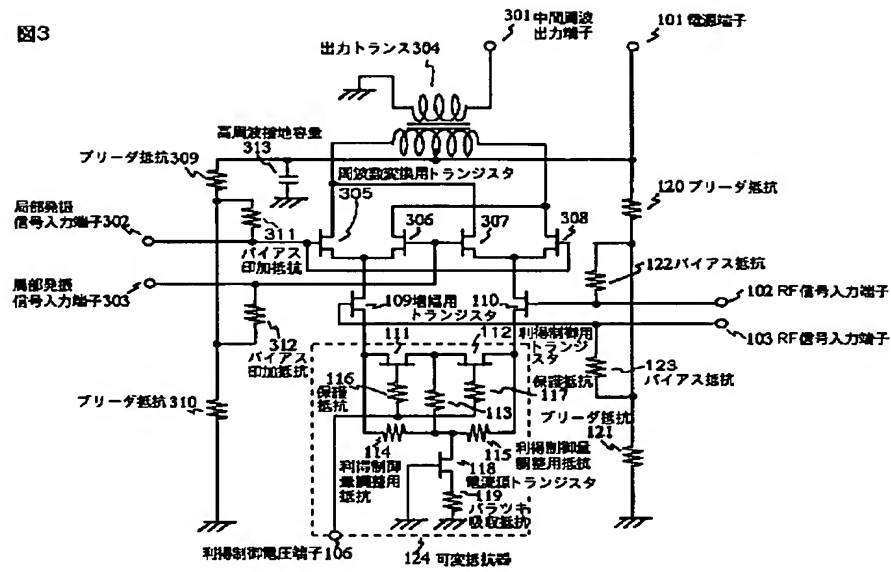 図3
301 中間周波
出力端子
101 電源端子
出力トランス304
高周波接地容量
313
ブリーダ抵抗309
周波数変換用トランジスタ
305
306
307
308
120 ブリーダ抵抗
局部発振
信号入力端子302
311
バイアス
印加抵抗
122バイアス抵抗
局部発振
信号入力端子303
109増幅用
トランジスタ
110
102 RF信号入力端子
103 RF信号入力端子
312
バイアス
印加抵抗
111
112
利得制御用
トランジ
スタ
116
保護
抵抗
113
保護抵抗
117
123
バイアス抵抗
ブリーダ抵抗310
ブリーダ抵抗
121
114
利得制御
量調整用
抵抗
115
利得制御量
調整用抵抗
118
電流源トランジスタ
119
バラツキ
吸収抵抗
利得制御電圧端子106
124 可変抵抗器